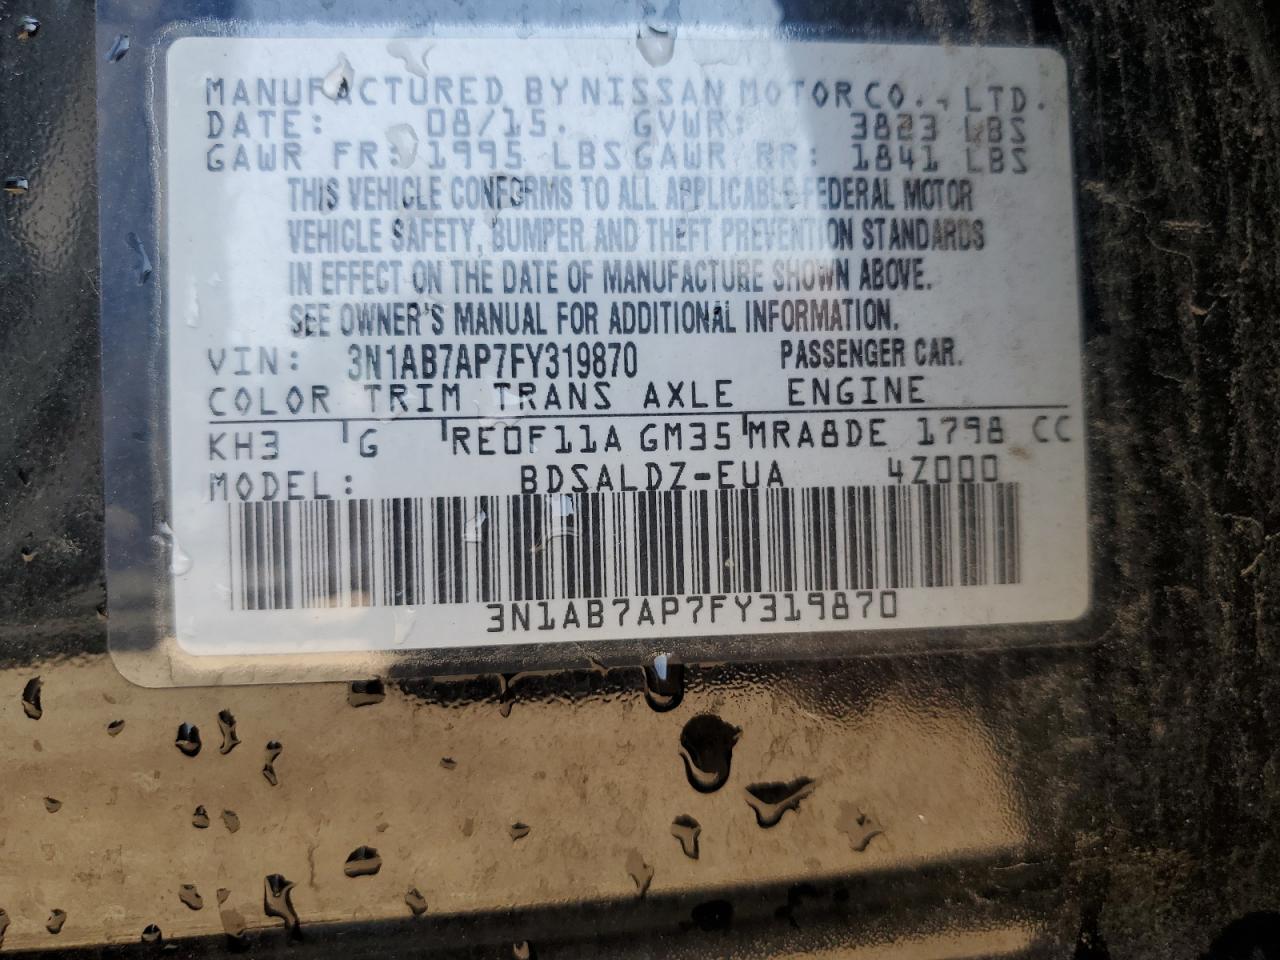 MANUFACTURED BY NISSAN MOTOR CO., LTD.
DATE: 08/15. GVWR: 3823 LBS
GAWR FR: 1995 LBS GAWR RR: 1841 LBS
THIS VEHICLE CONFORMS TO ALL APPLICABLE FEDERAL MOTOR
VEHICLE SAFETY, BUMPER AND THEFT PREVENTION STANDARDS
IN EFFECT ON THE DATE OF MANUFACTURE SHOWN ABOVE.
SEE OWNER'S MANUAL FOR ADDITIONAL INFORMATION.
VIN: 3N1AB7AP7FY319870 PASSENGER CAR.
COLOR TRIM TRANS AXLE ENGINE
KH3 G RE0F11A GM35 MRA8DE 1798 CC
MODEL: BDSALDZ-EUA 4Z000
3N1AB7AP7FY319870